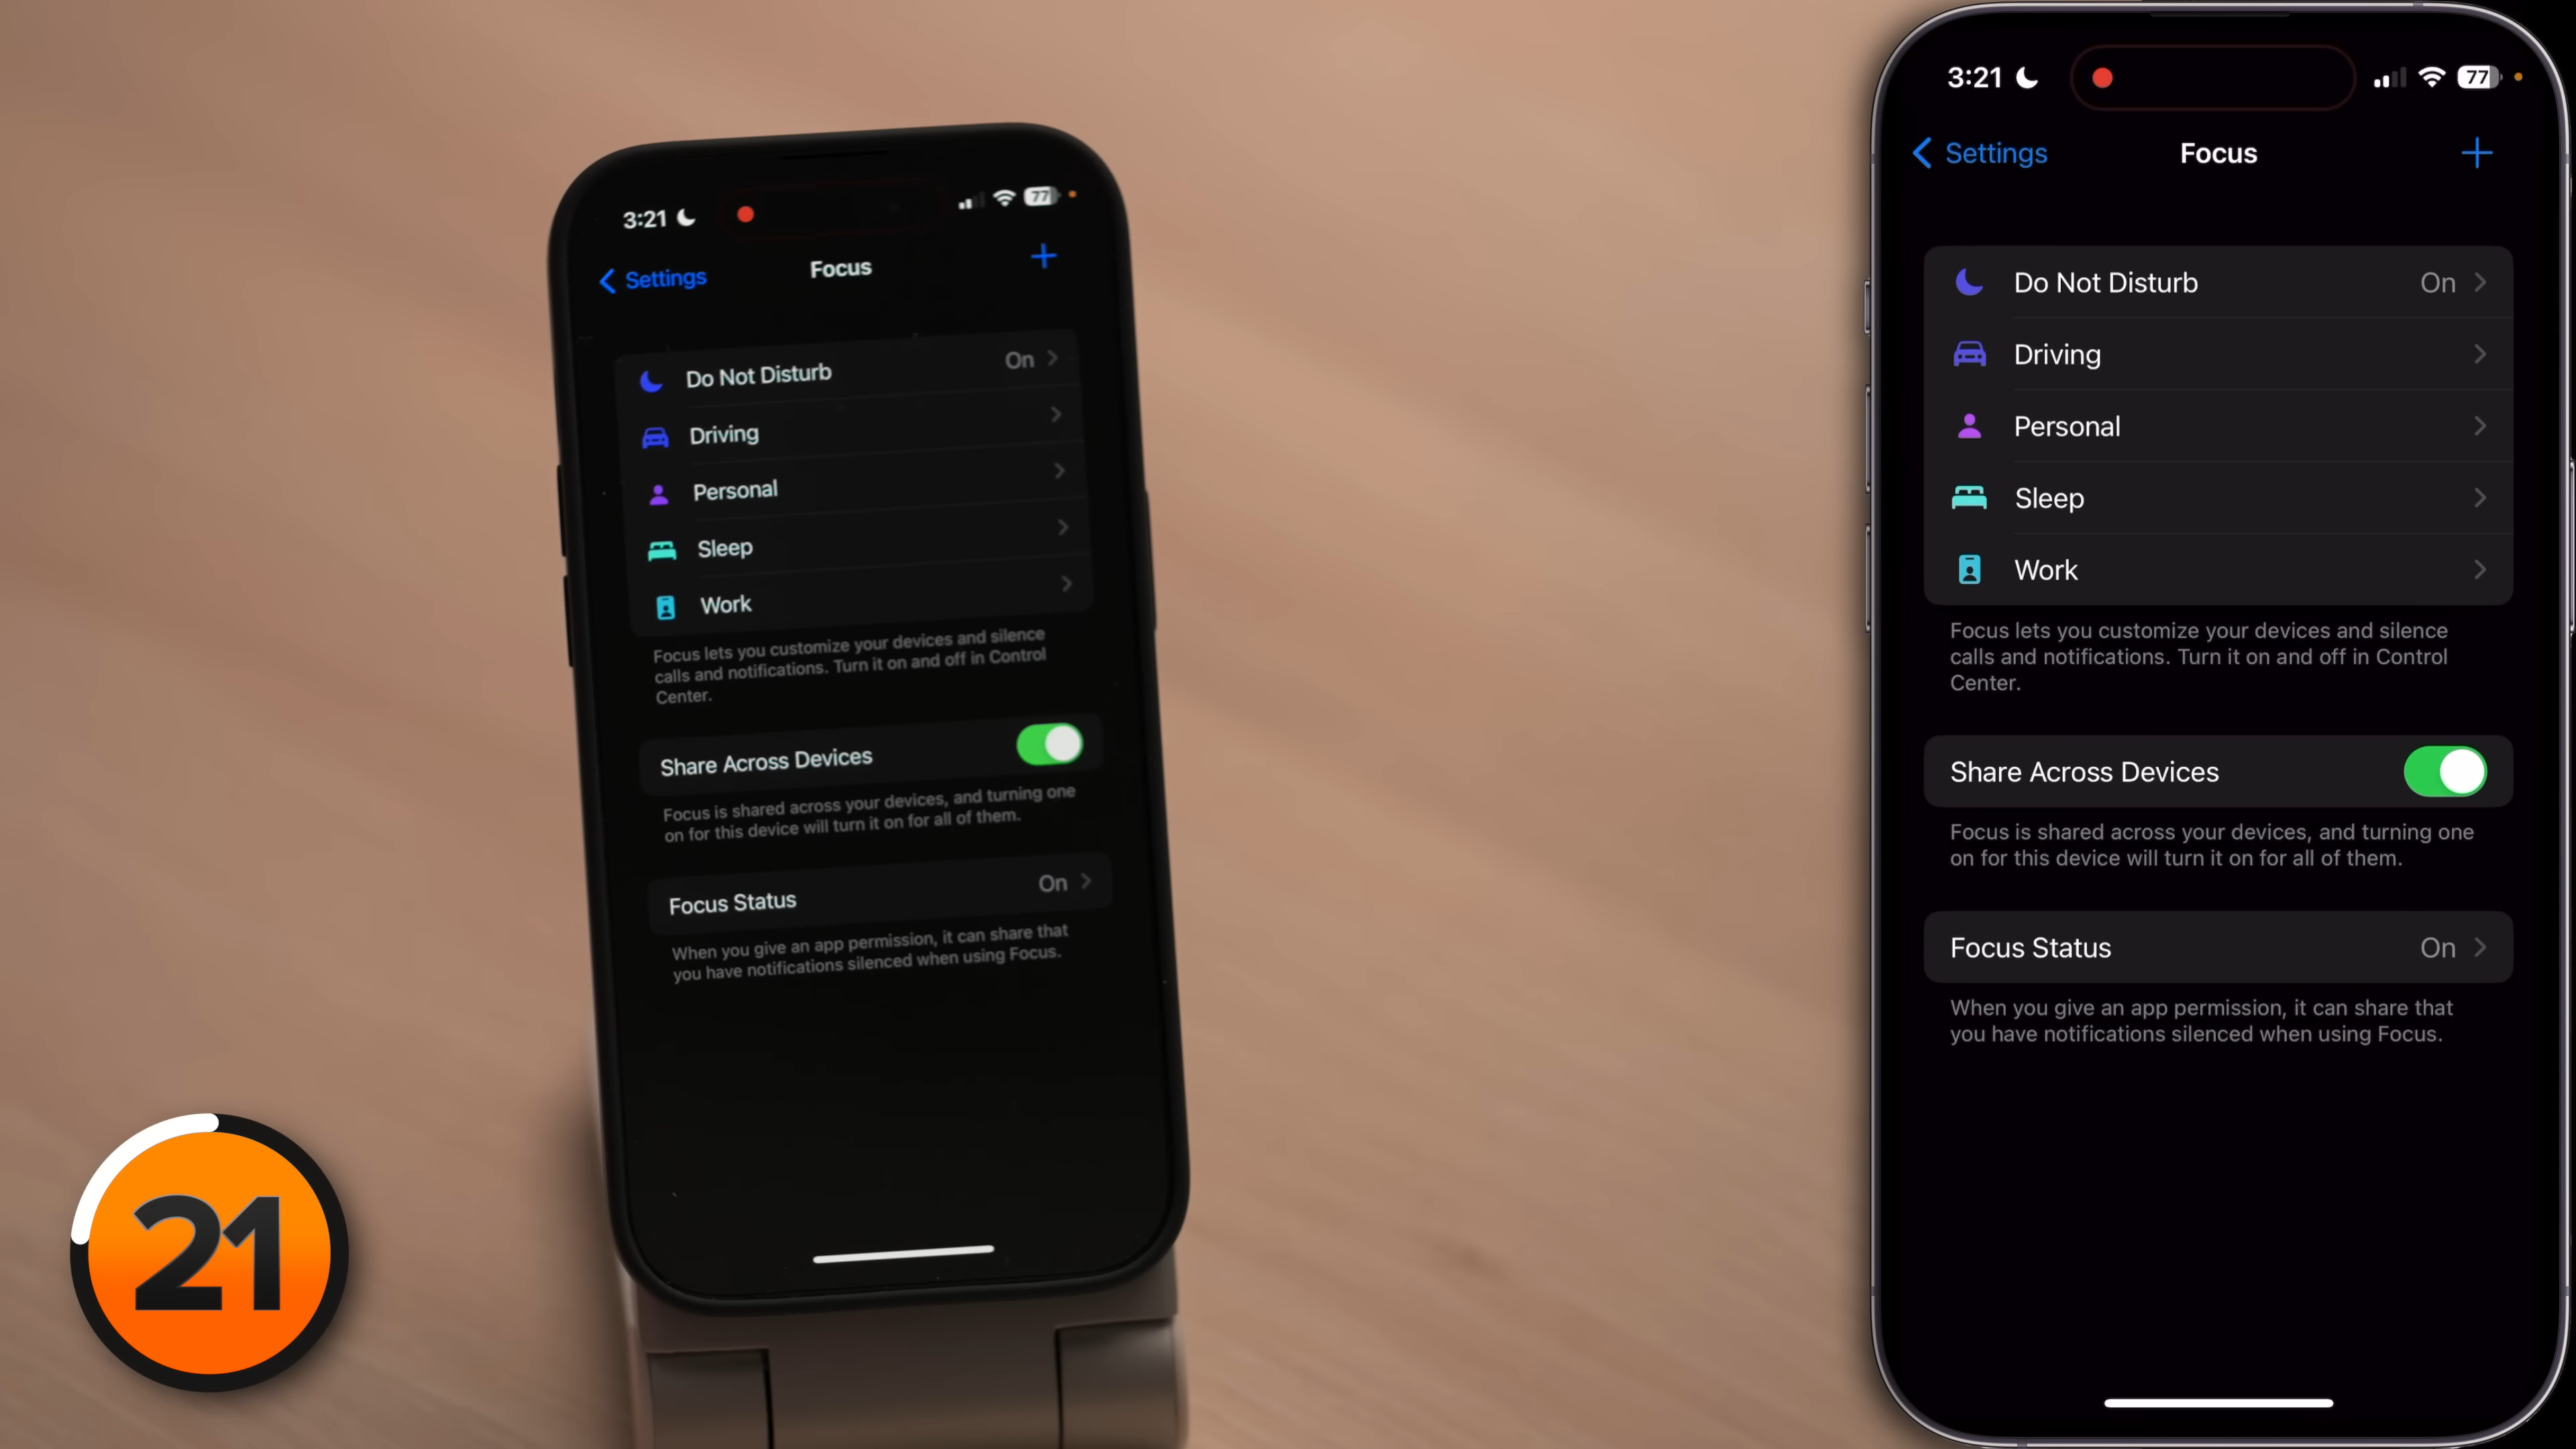 3:21
77
Settings
Focus
Do Not Disturb
On
Driving
Personal
Sleep
Work
Focus lets you customize your devices and silence
calls and notifications. Turn it on and off in Control
Center.
Share Across Devices
Focus is shared across your devices, and turning one
on for this device will turn it on for all of them.
Focus Status
On
When you give an app permission, it can share that
you have notifications silenced when using Focus.
21
3:21
77
Settings
Focus
Do Not Disturb
On
Driving
Personal
Sleep
Work
Focus lets you customize your devices and silence
calls and notifications. Turn it on and off in Control
Center.
Share Across Devices
Focus is shared across your devices, and turning one
on for this device will turn it on for all of them.
Focus Status
On
When you give an app permission, it can share that
you have notifications silenced when using Focus.